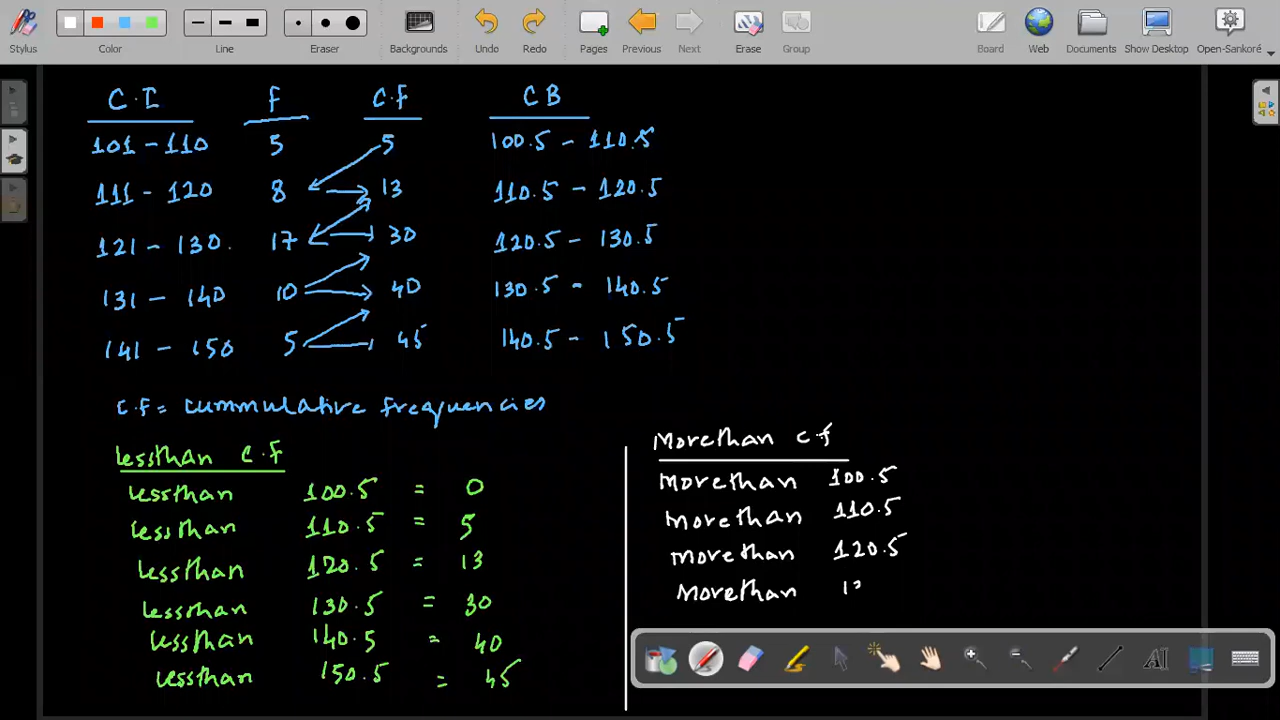 Stylus Color Line Eraser Backgrounds Undo Redo Pages Previous Next Erase Group Board Web Documents Show Desktop Open-Sankoré
C.I F C.F C B
101 - 110 5 5 100.5 - 110.5
111 - 120 8 13 110.5 - 120.5
121 - 130. 17 30 120.5 - 130.5
131 - 140 10 40 130.5 - 140.5
141 - 150 5 45 140.5 - 150.5
c.f = cummulative frequencies
lessthan C.F
lessthan 100.5 = 0
lessthan 110.5 = 5
lessthan 120.5 = 13
lessthan 130.5 = 30
lessthan 140.5 = 40
lessthan 150.5 = 45
Morethan c.f
Morethan 100.5
morethan 110.5
morethan 120.5
Morethan
AI